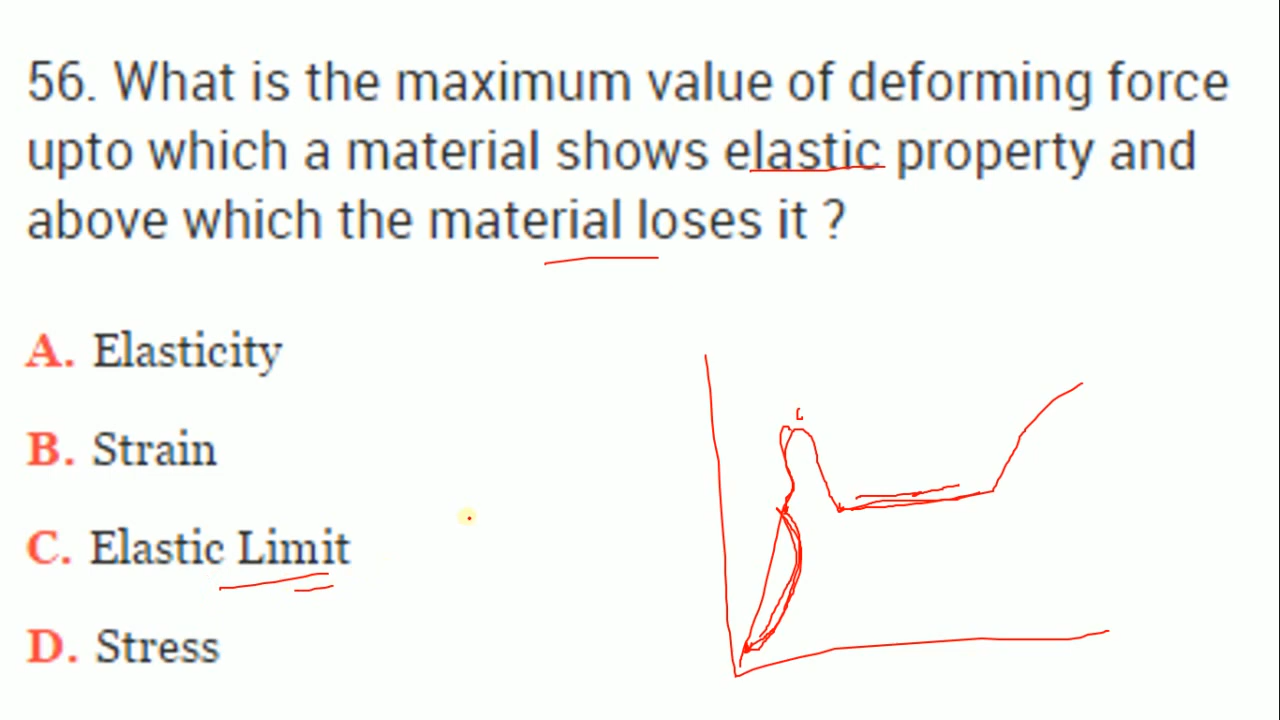 56. What is the maximum value of deforming force
upto which a material shows elastic property and
above which the material loses it ?
A. Elasticity
B. Strain
C. Elastic Limit
D. Stress